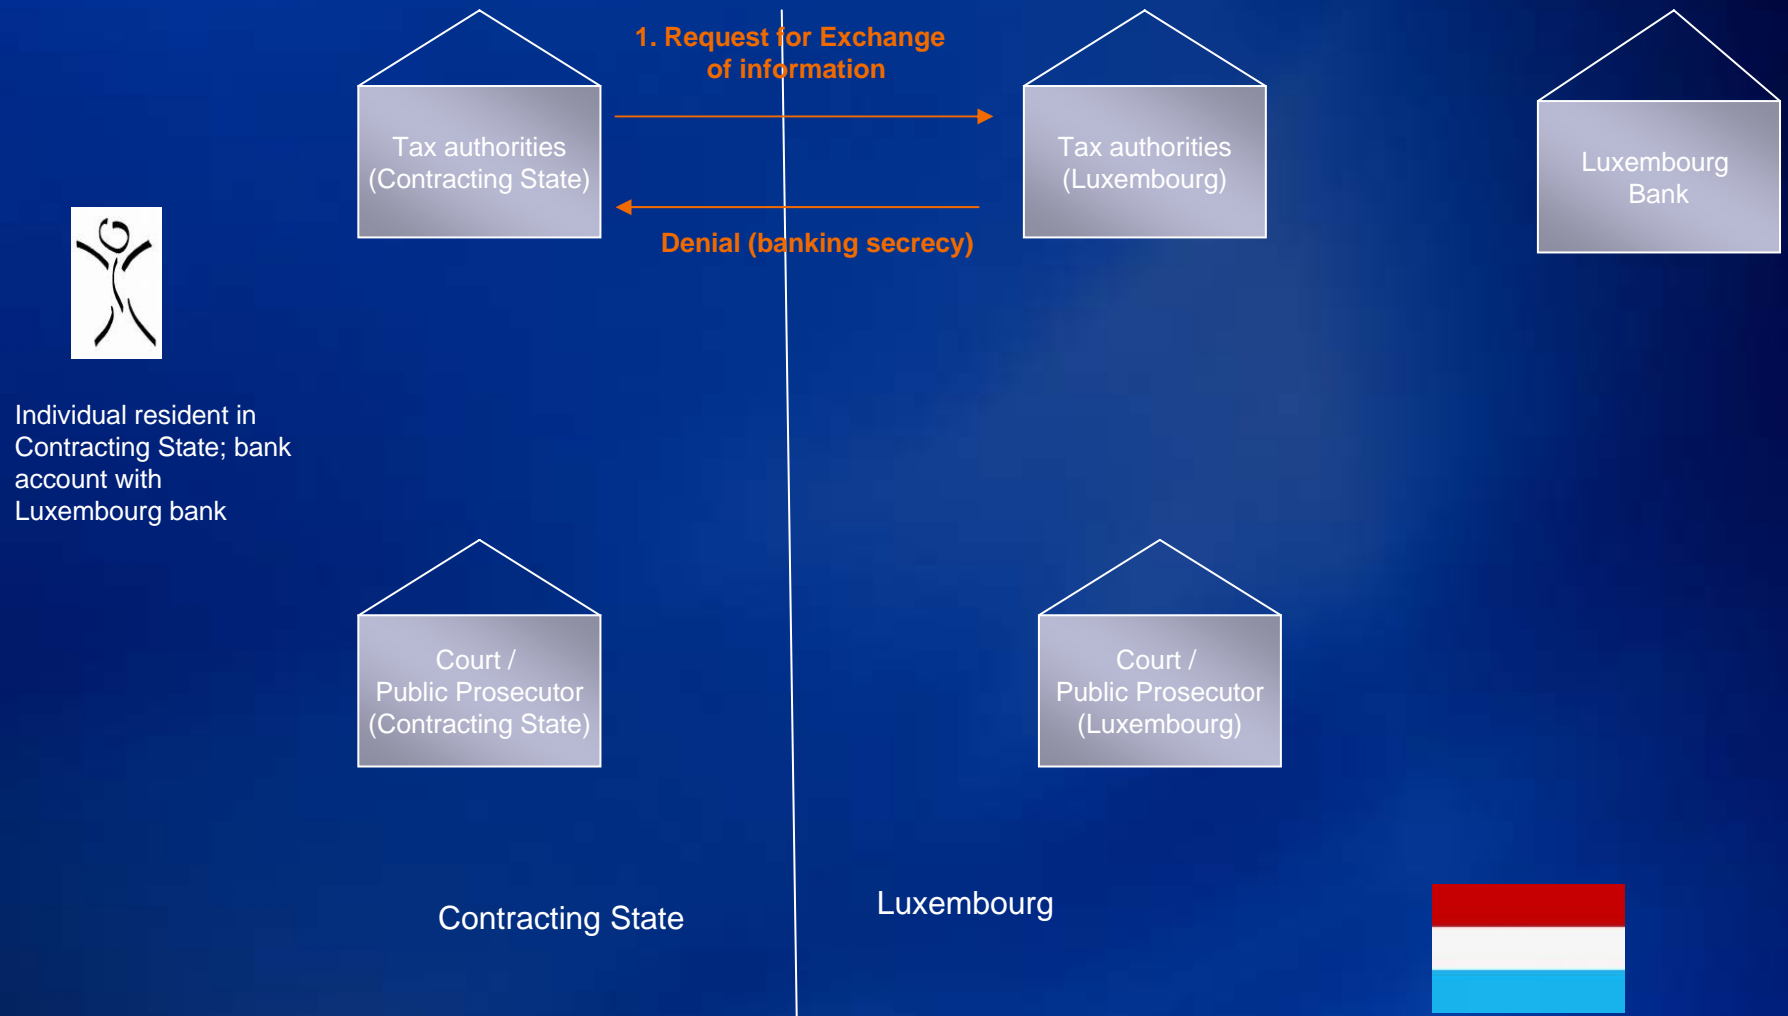 1. Request for Exchange
of information
Tax authorities
(Contracting State)
Tax authorities
(Luxembourg)
Luxembourg
Bank
Denial (banking secrecy)
Individual resident in
Contracting State; bank
account with
Luxembourg bank
Court /
Public Prosecutor
(Contracting State)
Court /
Public Prosecutor
(Luxembourg)
Contracting State
Luxembourg